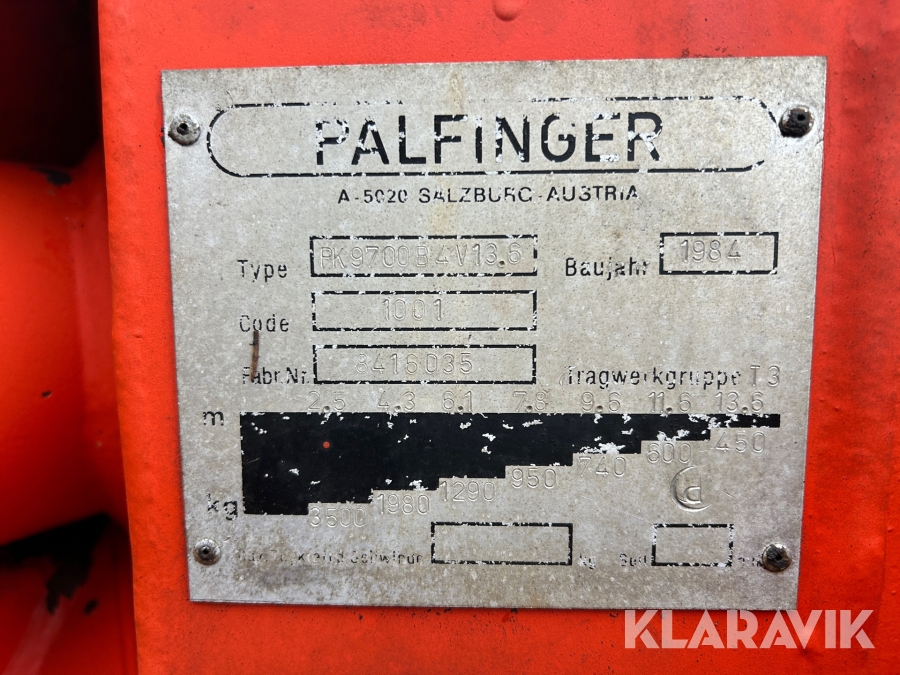 PALFINGER
A-5020 SALZBURG-AUSTRIA
Type PK9700B4V13.6 Baujahr 1984
Code 1001
Fabr.Nr. 8416035 Tragwerkgruppe T3
m 2.5 4.3 6.1 7.8 9.6 11.6 13.6
kg 3500 1980 1290 950 740 600 450
kg
KLARAVIK